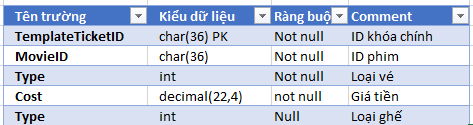 Tên trường Kiểu dữ liệu Ràng buộ Comment
TemplateTicketID char(36) PK Not null ID khóa chính
MovieID char(36) Not null ID phim
Type int Not null Loại vé
Cost decimal(22,4) not null Giá tiền
Type int Null Loại ghế